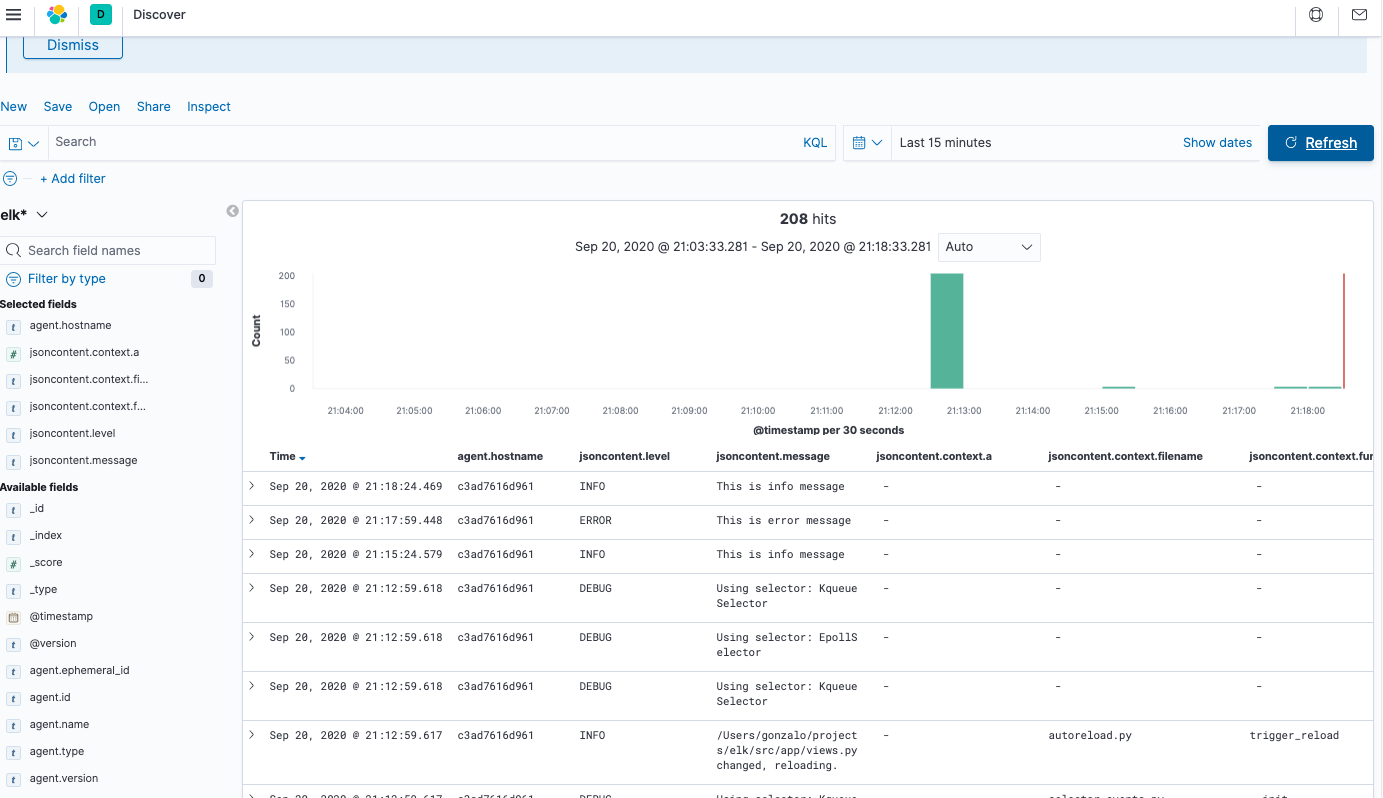 D Discover
Dismiss
New Save Open Share Inspect
Search KQL Last 15 minutes Show dates Refresh
+ Add filter
elk*
Search field names
Filter by type 0
Selected fields
t agent.hostname
# jsoncontent.context.a
t jsoncontent.context.fi...
t jsoncontent.context.f...
t jsoncontent.level
t jsoncontent.message
Available fields
t _id
t _index
# _score
t _type
@timestamp
t @version
t agent.ephemeral_id
t agent.id
t agent.name
t agent.type
t agent.version
208 hits
Sep 20, 2020 @ 21:03:33.281 - Sep 20, 2020 @ 21:18:33.281 Auto
Count
200
150
100
50
0
21:04:00 21:05:00 21:06:00 21:07:00 21:08:00 21:09:00 21:10:00 21:11:00 21:12:00 21:13:00 21:14:00 21:15:00 21:16:00 21:17:00 21:18:00
@timestamp per 30 seconds
Time agent.hostname jsoncontent.level jsoncontent.message jsoncontent.context.a jsoncontent.context.filename jsoncontent.context.fur
Sep 20, 2020 @ 21:18:24.469 c3ad7616d961 INFO This is info message - - -
Sep 20, 2020 @ 21:17:59.448 c3ad7616d961 ERROR This is error message - - -
Sep 20, 2020 @ 21:15:24.579 c3ad7616d961 INFO This is info message - - -
Sep 20, 2020 @ 21:12:59.618 c3ad7616d961 DEBUG Using selector: Kqueue - - -
Selector
Sep 20, 2020 @ 21:12:59.618 c3ad7616d961 DEBUG Using selector: EpollS - - -
elector
Sep 20, 2020 @ 21:12:59.618 c3ad7616d961 DEBUG Using selector: Kqueue - - -
Selector
Sep 20, 2020 @ 21:12:59.617 c3ad7616d961 INFO /Users/gonzalo/project - autoreload.py trigger_reload
s/elk/src/app/views.py
changed, reloading.